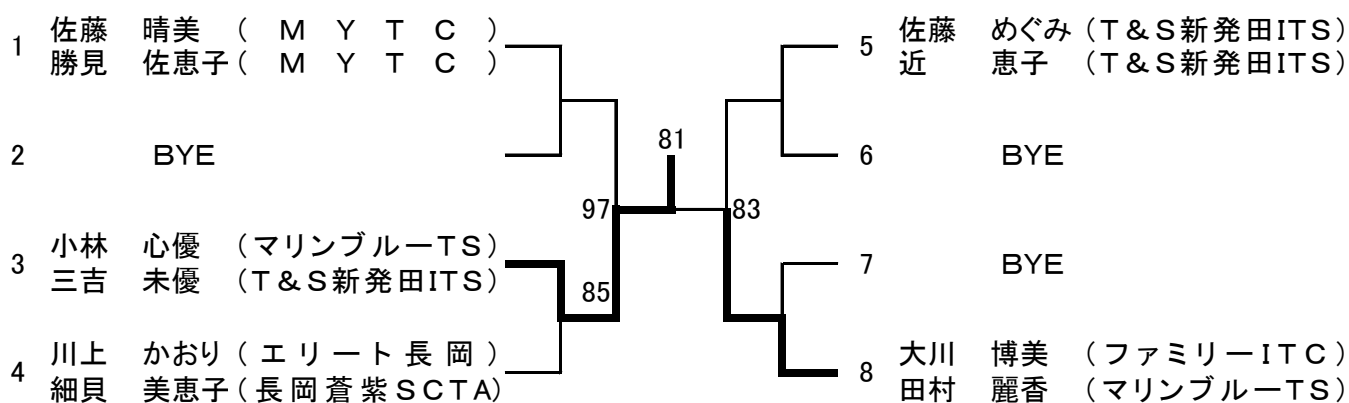 1 佐藤 晴美 ( M Y T C )
勝見 佐恵子 ( M Y T C )
2 BYE
3 小林 心優 (マリンブルーTS)
三吉 未優 (T&S新発田ITS)
4 川上 かおり (エリート長岡)
細貝 美恵子 (長岡蒼紫SCTA)
97
85
81
83
5 佐藤 めぐみ (T&S新発田ITS)
近 恵子 (T&S新発田ITS)
6 BYE
7 BYE
8 大川 博美 (ファミリーITC)
田村 麗香 (マリンブルーTS)